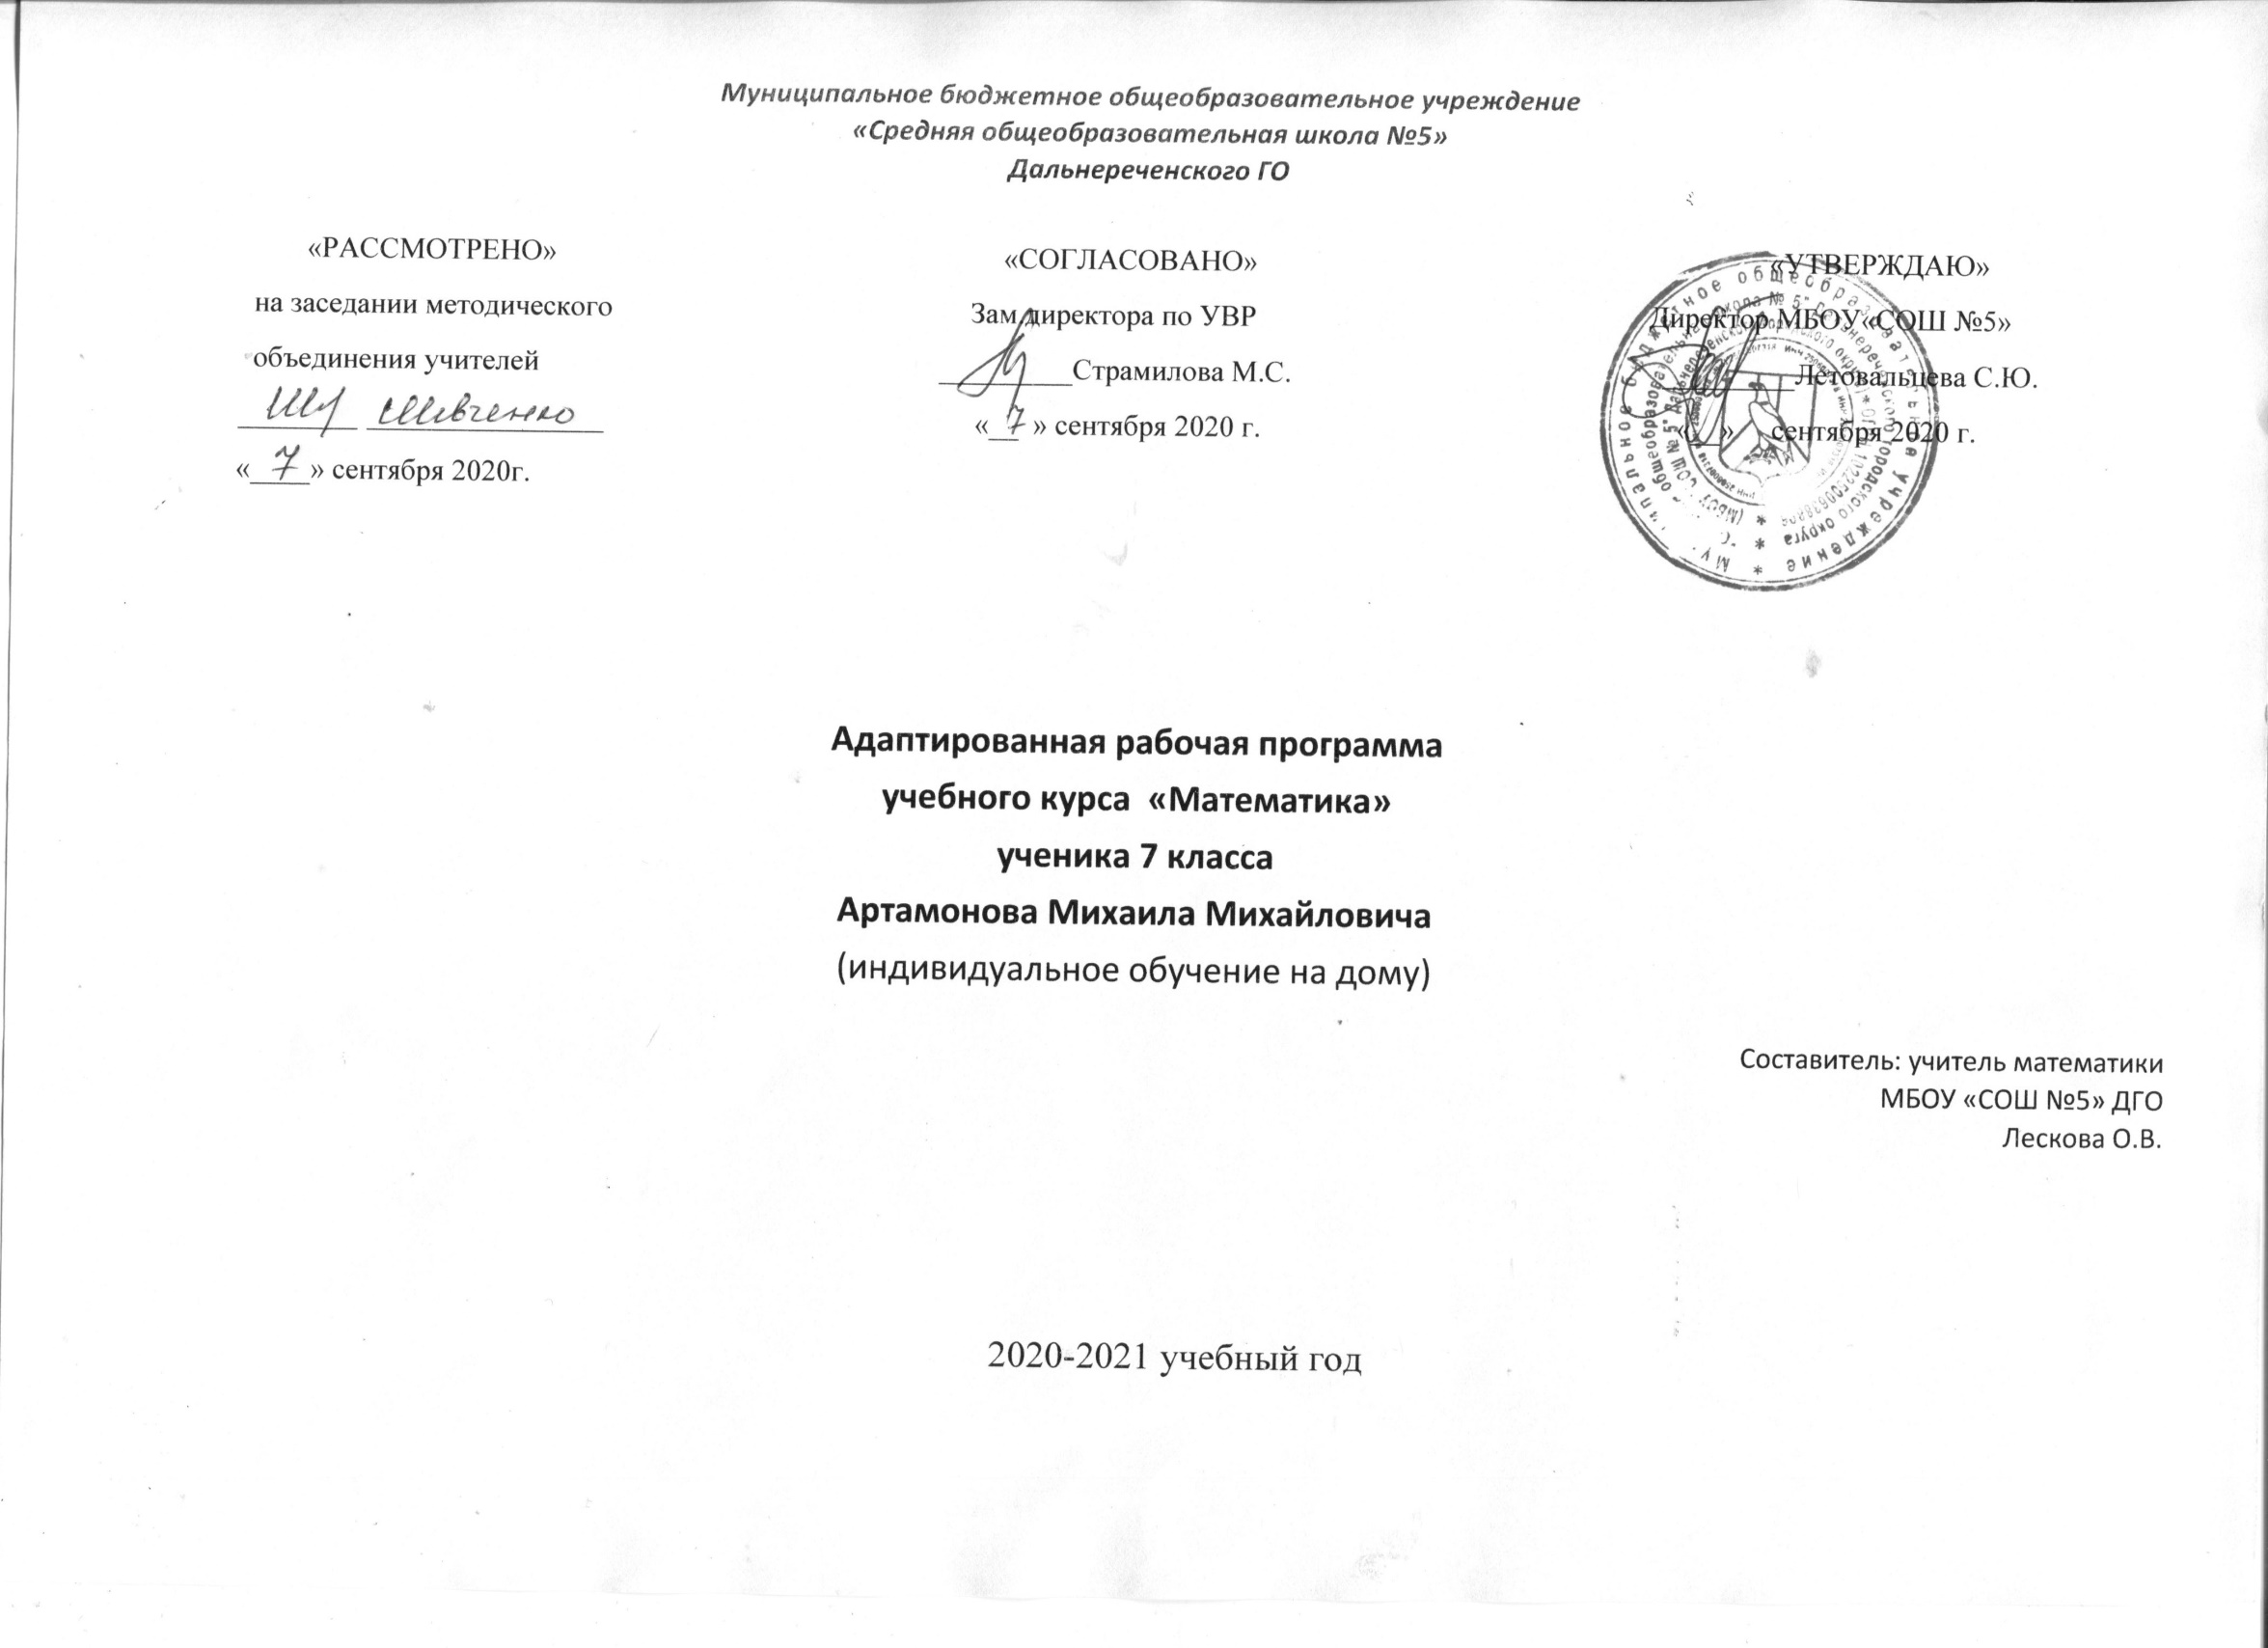 Муниципальное бюджетное общеобразовательное учреждение
«Средняя общеобразовательная школа №5»
Дальнереченского ГО
«РАССМОТРЕНО»
на заседании методического
объединения учителей
Шевченко
«7» сентября 2020г.
«СОГЛАСОВАНО»
Зам.директора по УВР
Страмилова М.С.
«7» сентября 2020 г.
«УТВЕРЖДАЮ»
Директор МБОУ«СОШ №5»
Летовальцева С.Ю.
«__» сентября 2020 г.
Адаптированная рабочая программа
учебного курса «Математика»
ученика 7 класса
Артамонова Михаила Михайловича
(индивидуальное обучение на дому)
Составитель: учитель математики
МБОУ «СОШ №5» ДГО
Лескова О.В.
2020-2021 учебный год